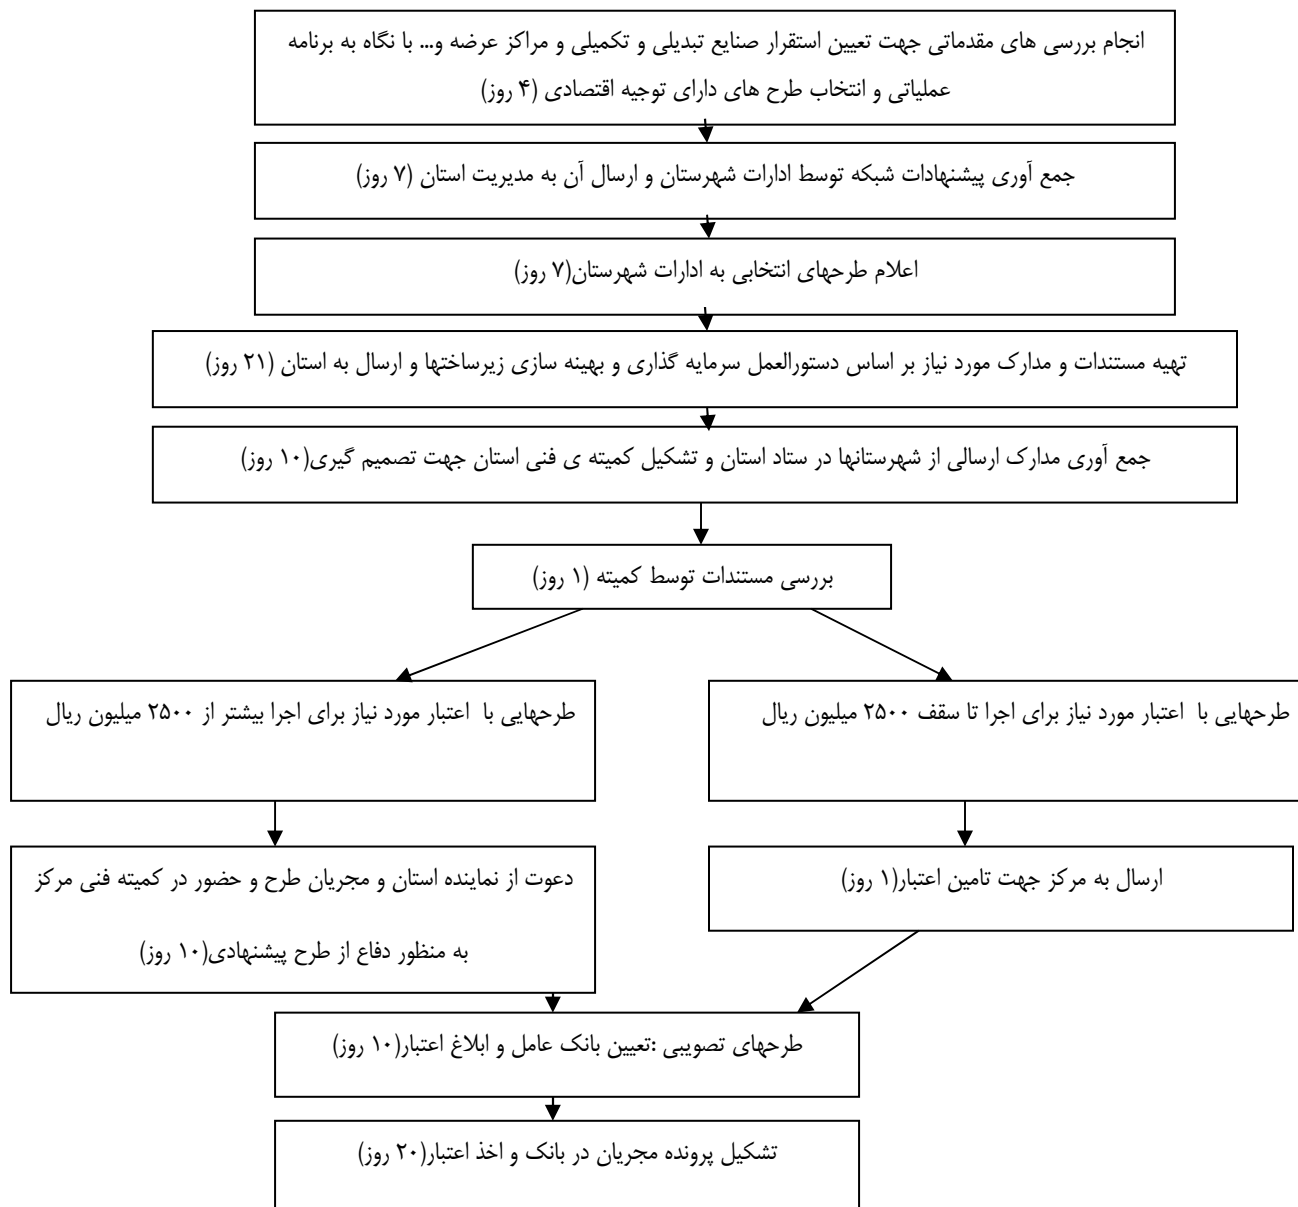 انجام بررسی های مقدماتی جهت تعیین استقرار صنایع تبدیلی و تکمیلی و مراکز عرضه و... با نگاه به برنامه
عملیاتی و انتخاب طرح های دارای توجیه اقتصادی (۴ روز)
جمع آوری پیشنهادات شبکه توسط ادارات شهرستان و ارسال آن به مدیریت استان (۷ روز)
اعلام طرحهای انتخابی به ادارات شهرستان(۷ روز)
تهیه مستندات و مدارک مورد نیاز بر اساس دستورالعمل سرمایه گذاری و بهینه سازی زیرساختها و ارسال به استان (۲۱ روز)
جمع آوری مدارک ارسالی از شهرستانها در ستاد استان و تشکیل کمیته ی فنی استان جهت تصمیم گیری(۱۰ روز)
بررسی مستندات توسط کمیته (۱ روز)
طرحهایی با اعتبار مورد نیاز برای اجرا تا سقف ۲۵۰۰ میلیون ریال
طرحهایی با اعتبار مورد نیاز برای اجرا بیشتر از ۲۵۰۰ میلیون ریال
ارسال به مرکز جهت تامین اعتبار(۱ روز)
دعوت از نماینده استان و مجریان طرح و حضور در کمیته فنی مرکز
به منظور دفاع از طرح پیشنهادی(۱۰ روز)
طرحهای تصویبی :تعیین بانک عامل و ابلاغ اعتبار(۱۰ روز)
تشکیل پرونده مجریان در بانک و اخذ اعتبار(۲۰ روز)